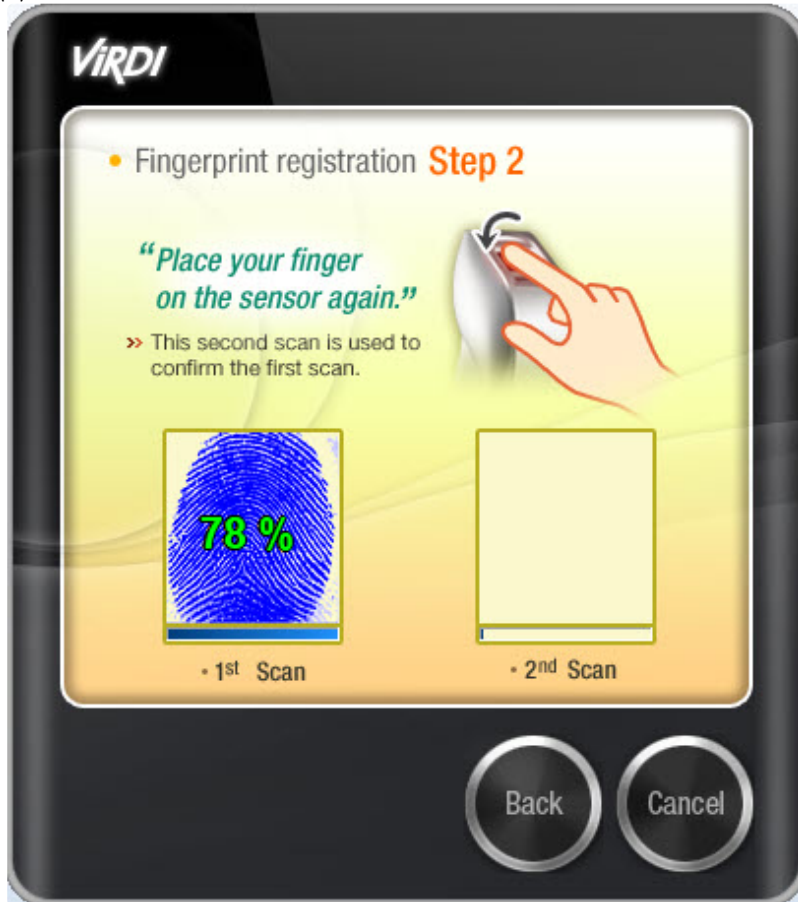 ViRDI
• Fingerprint registration Step 2
“Place your finger
on the sensor again.”
» This second scan is used to
confirm the first scan.
78 %
• 1st Scan
• 2nd Scan
Back
Cancel